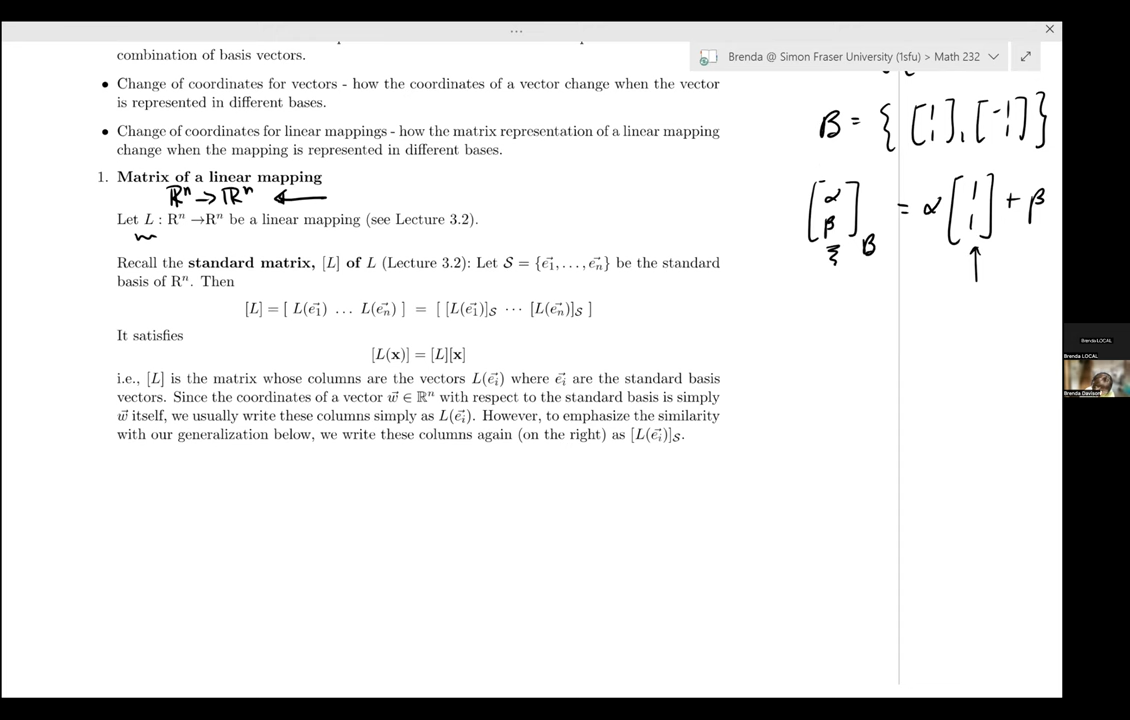 combination of basis vectors.
Brenda @ Simon Fraser University (1sfu) > Math 232
• Change of coordinates for vectors - how the coordinates of a vector change when the vector
is represented in different bases.
• Change of coordinates for linear mappings - how the matrix representation of a linear mapping
change when the mapping is represented in different bases.
1. Matrix of a linear mapping
ℝⁿ → ℝⁿ ←
Let L : Rⁿ →Rⁿ be a linear mapping (see Lecture 3.2).
Recall the standard matrix, [L] of L (Lecture 3.2): Let 𝒮 = {e⃗₁, . . . , e⃗ₙ} be the standard
basis of Rⁿ. Then
[L] = [ L(e⃗₁) … L(e⃗ₙ) ] = [ [L(e⃗₁)]𝒮 ⋯ [L(e⃗ₙ)]𝒮 ]
It satisfies
[L(x)] = [L][x]
i.e., [L] is the matrix whose columns are the vectors L(e⃗ᵢ) where e⃗ᵢ are the standard basis
vectors. Since the coordinates of a vector w⃗ ∈ ℝⁿ with respect to the standard basis is simply
w⃗ itself, we usually write these columns simply as L(e⃗ᵢ). However, to emphasize the similarity
with our generalization below, we write these columns again (on the right) as [L(e⃗ᵢ)]𝒮.
B = { [1 1], [-1 1] }
[α β]B = α [1 1] + β
Brenda LOCAL
Brenda LOCAL
Brenda Davison